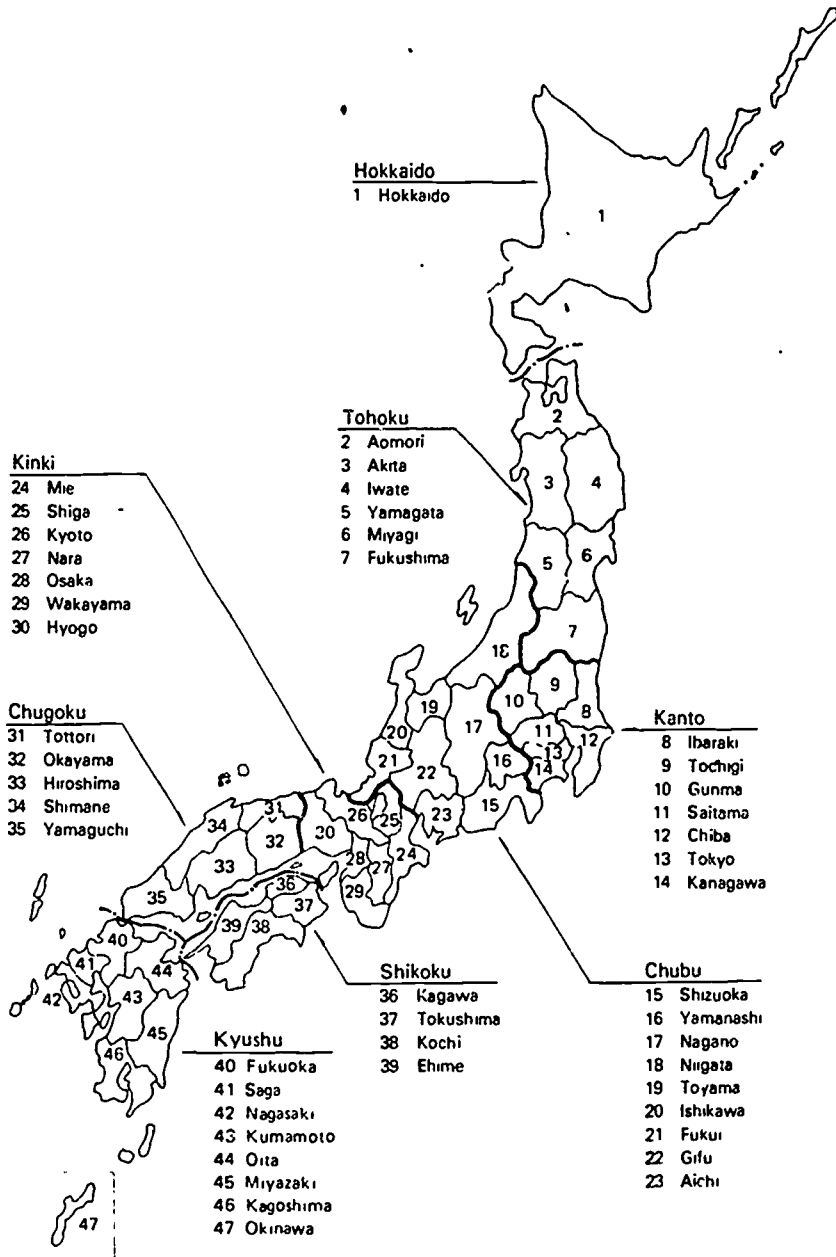 Hokkaido
1 Hokkaido
1
Tohoku
2 Aomori
3 Akita
4 Iwate
5 Yamagata
6 Miyagi
7 Fukushima
2
3
4
5
6
7
Kinki
24 Mie
25 Shiga
26 Kyoto
27 Nara
28 Osaka
29 Wakayama
30 Hyogo
Chugoku
31 Tottori
32 Okayama
33 Hiroshima
34 Shimane
35 Yamaguchi
Kanto
8 Ibaraki
9 Tochigi
10 Gunma
11 Saitama
12 Chiba
13 Tokyo
14 Kanagawa
18
19
20
21
22
17
10
9
8
11
12
13
14
16
15
23
26
25
24
31
30
34
32
33
35
28
27
29
36
37
39
38
40
41
42
43
44
45
46
47
Shikoku
36 Kagawa
37 Tokushima
38 Kochi
39 Ehime
Chubu
15 Shizuoka
16 Yamanashi
17 Nagano
18 Niigata
19 Toyama
20 Ishikawa
21 Fukui
22 Gifu
23 Aichi
Kyushu
40 Fukuoka
41 Saga
42 Nagasaki
43 Kumamoto
44 Oita
45 Miyazaki
46 Kagoshima
47 Okinawa